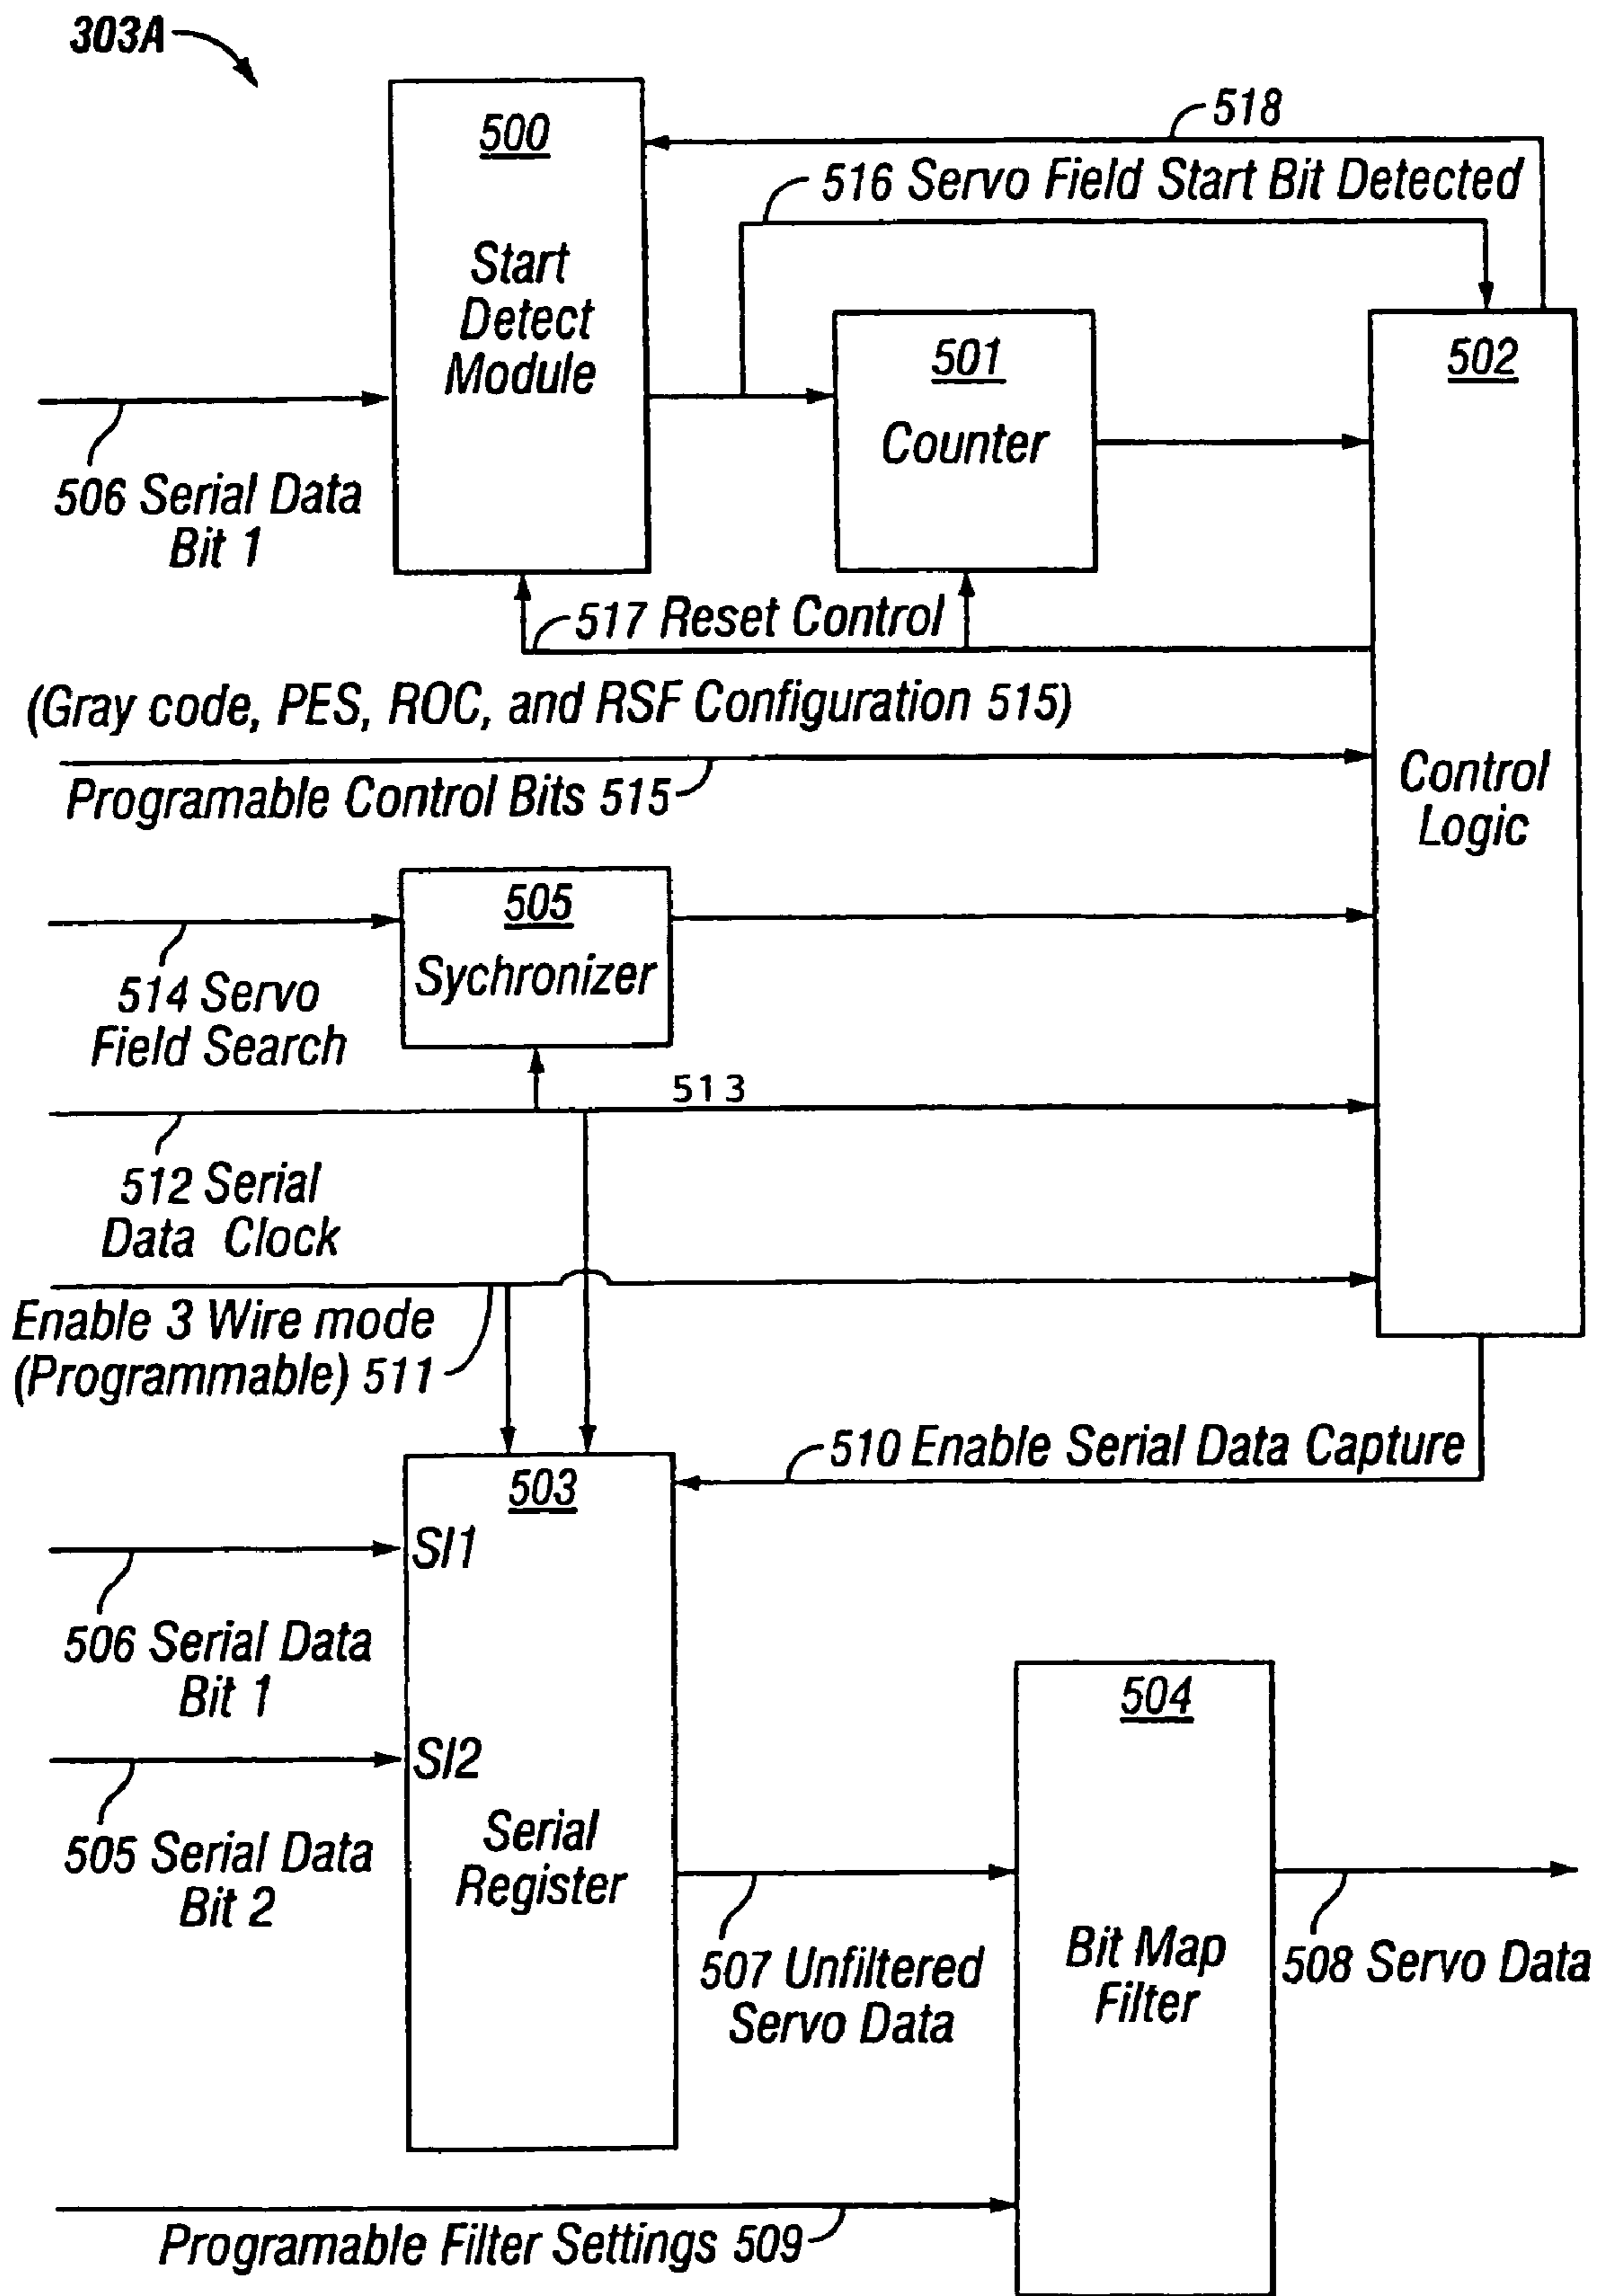 303A
500
Start
Detect
Module
518
516 Servo Field Start Bit Detected
501
Counter
502
Control
Logic
506 Serial Data
Bit 1
517 Reset Control
(Gray code, PES, ROC, and RSF Configuration 515)
Programable Control Bits 515
505
Sychronizer
514 Servo
Field Search
513
512 Serial
Data Clock
Enable 3 Wire mode
(Programmable) 511
510 Enable Serial Data Capture
503
SI1
506 Serial Data
Bit 1
SI2
505 Serial Data
Bit 2
Serial
Register
504
Bit Map
Filter
507 Unfiltered
Servo Data
508 Servo Data
Programable Filter Settings 509